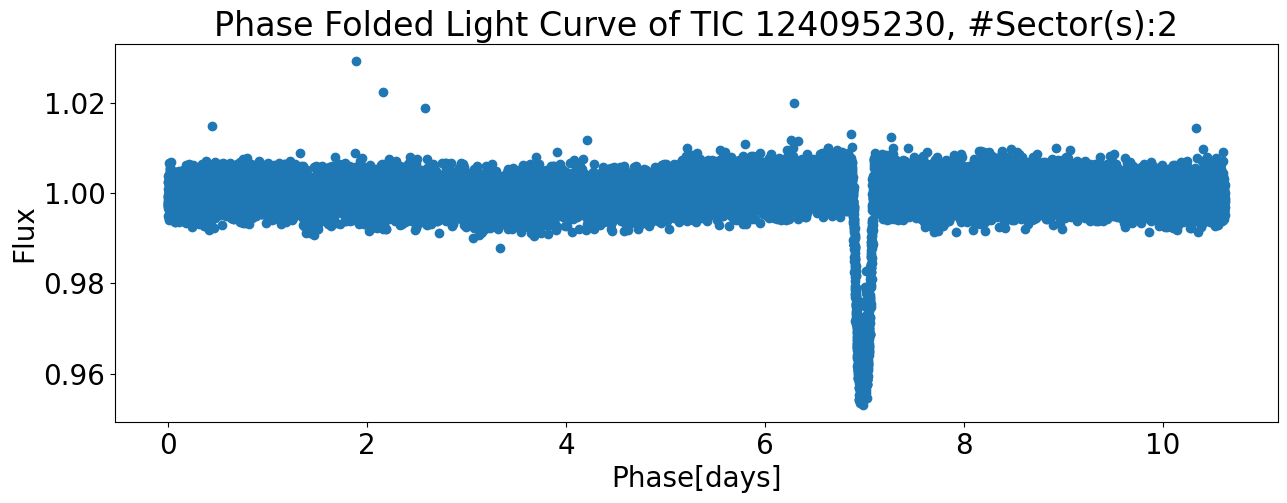 Phase Folded Light Curve of TIC 124095230, #Sector(s):2
1.02
1.00
0.98
0.96
Flux
0 2 4 6 8 10
Phase[days]